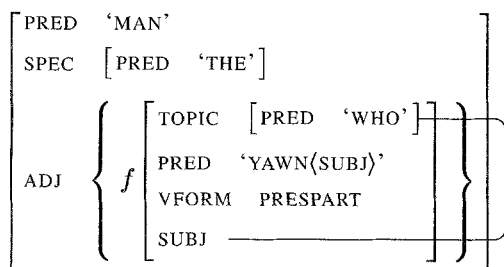 PRED ‘MAN’
SPEC [PRED ‘THE’]
TOPIC [PRED ‘WHO’]
PRED ‘YAWN⟨SUBJ⟩’
ADJ { f
VFORM PRESPART
SUBJ